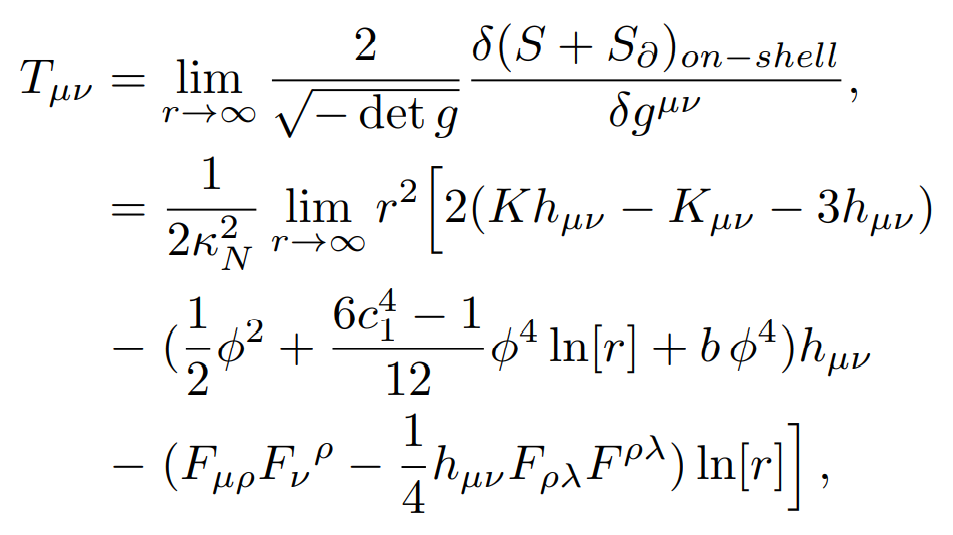 T_{\mu\nu} = \lim_{r\to\infty} \frac{2}{\sqrt{-\det g}} \frac{\delta(S + S_\partial)_{on-shell}}{\delta g^{\mu\nu}},
= \frac{1}{2\kappa_N^2} \lim_{r\to\infty} r^2 \Big[ 2(K h_{\mu\nu} - K_{\mu\nu} - 3h_{\mu\nu})
- (\frac{1}{2}\phi^2 + \frac{6c_1^4 - 1}{12}\phi^4 \ln[r] + b\,\phi^4) h_{\mu\nu}
- (F_{\mu\rho} F_\nu{}^\rho - \frac{1}{4} h_{\mu\nu} F_{\rho\lambda} F^{\rho\lambda}) \ln[r] \Big],